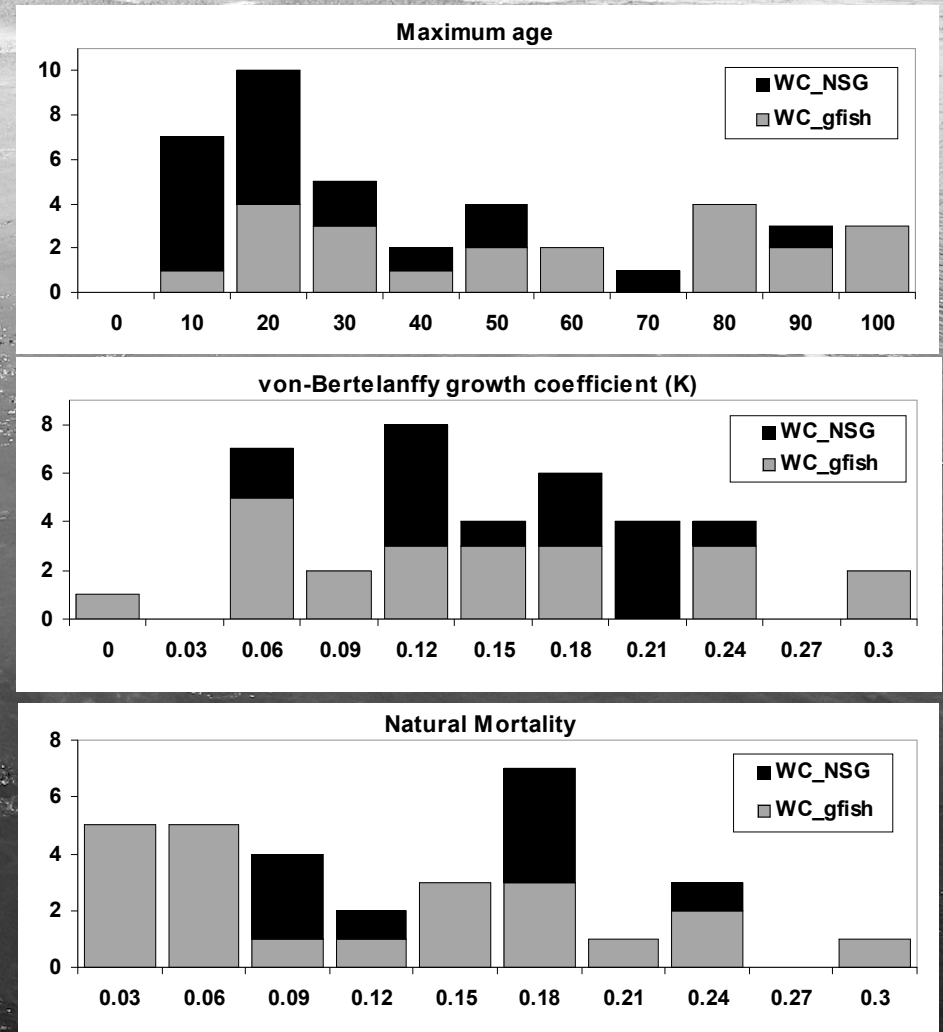 Maximum age
10
8
6
4
2
0
WC_NSG
WC_gfish
0 10 20 30 40 50 60 70 80 90 100
von-Bertelanffy growth coefficient (K)
8
6
4
2
0
WC_NSG
WC_gfish
0 0.03 0.06 0.09 0.12 0.15 0.18 0.21 0.24 0.27 0.3
Natural Mortality
8
6
4
2
0
WC_NSG
WC_gfish
0.03 0.06 0.09 0.12 0.15 0.18 0.21 0.24 0.27 0.3